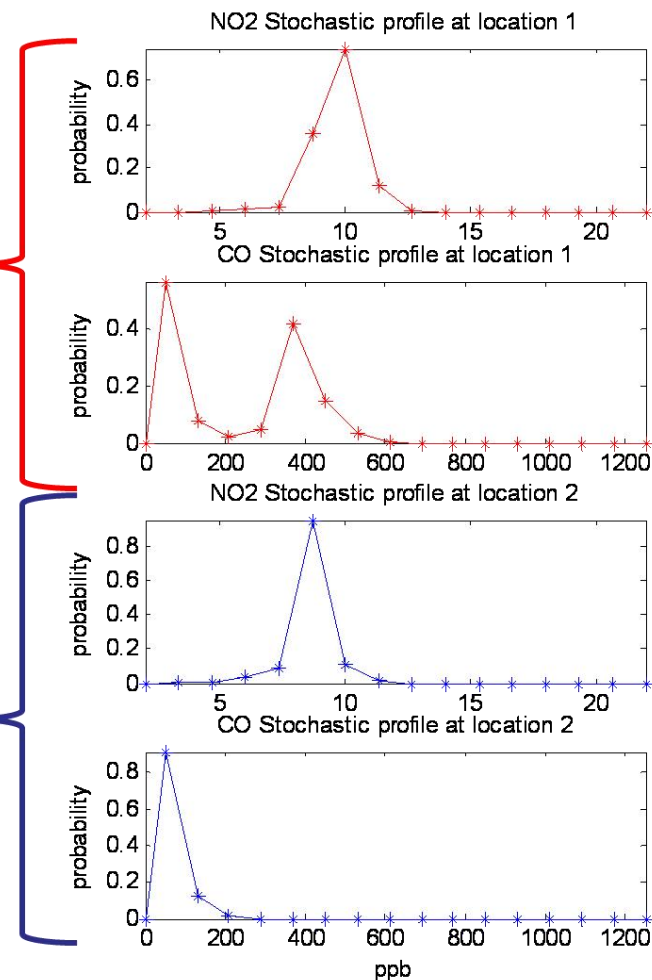 NO2 Stochastic profile at location 1
probability
0.6
0.4
0.2
0
5 10 15 20
CO Stochastic profile at location 1
probability
0.4
0.2
0
0 200 400 600 800 1000 1200
NO2 Stochastic profile at location 2
probability
0.8
0.6
0.4
0.2
0
5 10 15 20
CO Stochastic profile at location 2
probability
0.8
0.6
0.4
0.2
0
0 200 400 600 800 1000 1200
ppb